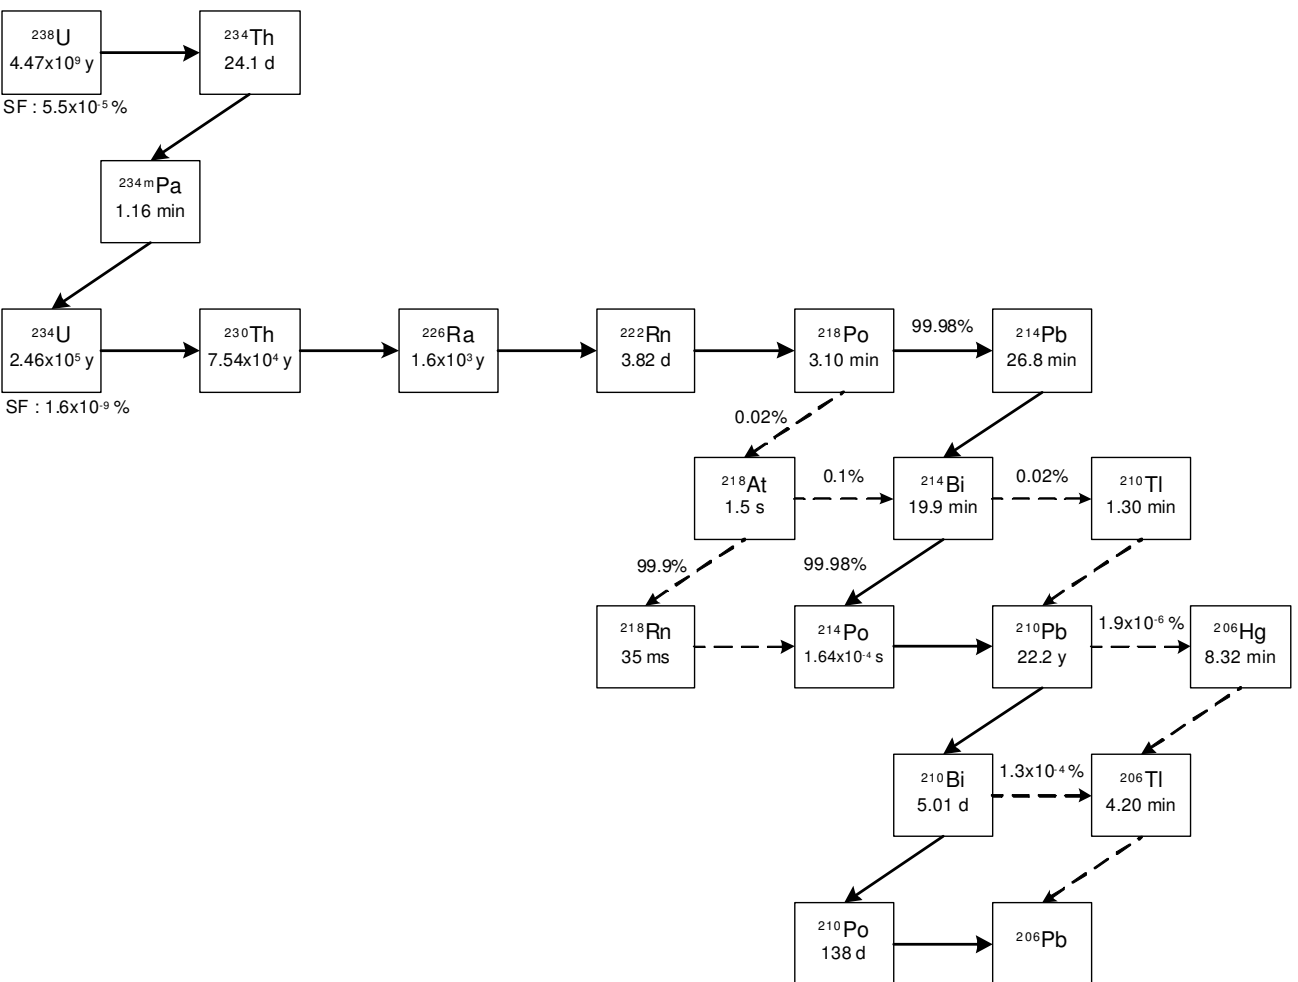 ²³⁸U
4.47x10⁹ y
SF : 5.5x10⁻⁵ %
²³⁴Th
24.1 d
²³⁴ᵐPa
1.16 min
²³⁴U
2.46x10⁵ y
SF : 1.6x10⁻⁹ %
²³⁰Th
7.54x10⁴ y
²²⁶Ra
1.6x10³ y
²²²Rn
3.82 d
²¹⁸Po
3.10 min
99.98%
²¹⁴Pb
26.8 min
0.02%
²¹⁸At
1.5 s
0.1%
²¹⁴Bi
19.9 min
0.02%
²¹⁰Tl
1.30 min
99.9%
99.98%
²¹⁸Rn
35 ms
²¹⁴Po
1.64x10⁻⁴ s
²¹⁰Pb
22.2 y
1.9x10⁻⁶ %
²⁰⁶Hg
8.32 min
²¹⁰Bi
5.01 d
1.3x10⁻⁴ %
²⁰⁶Tl
4.20 min
²¹⁰Po
138 d
²⁰⁶Pb